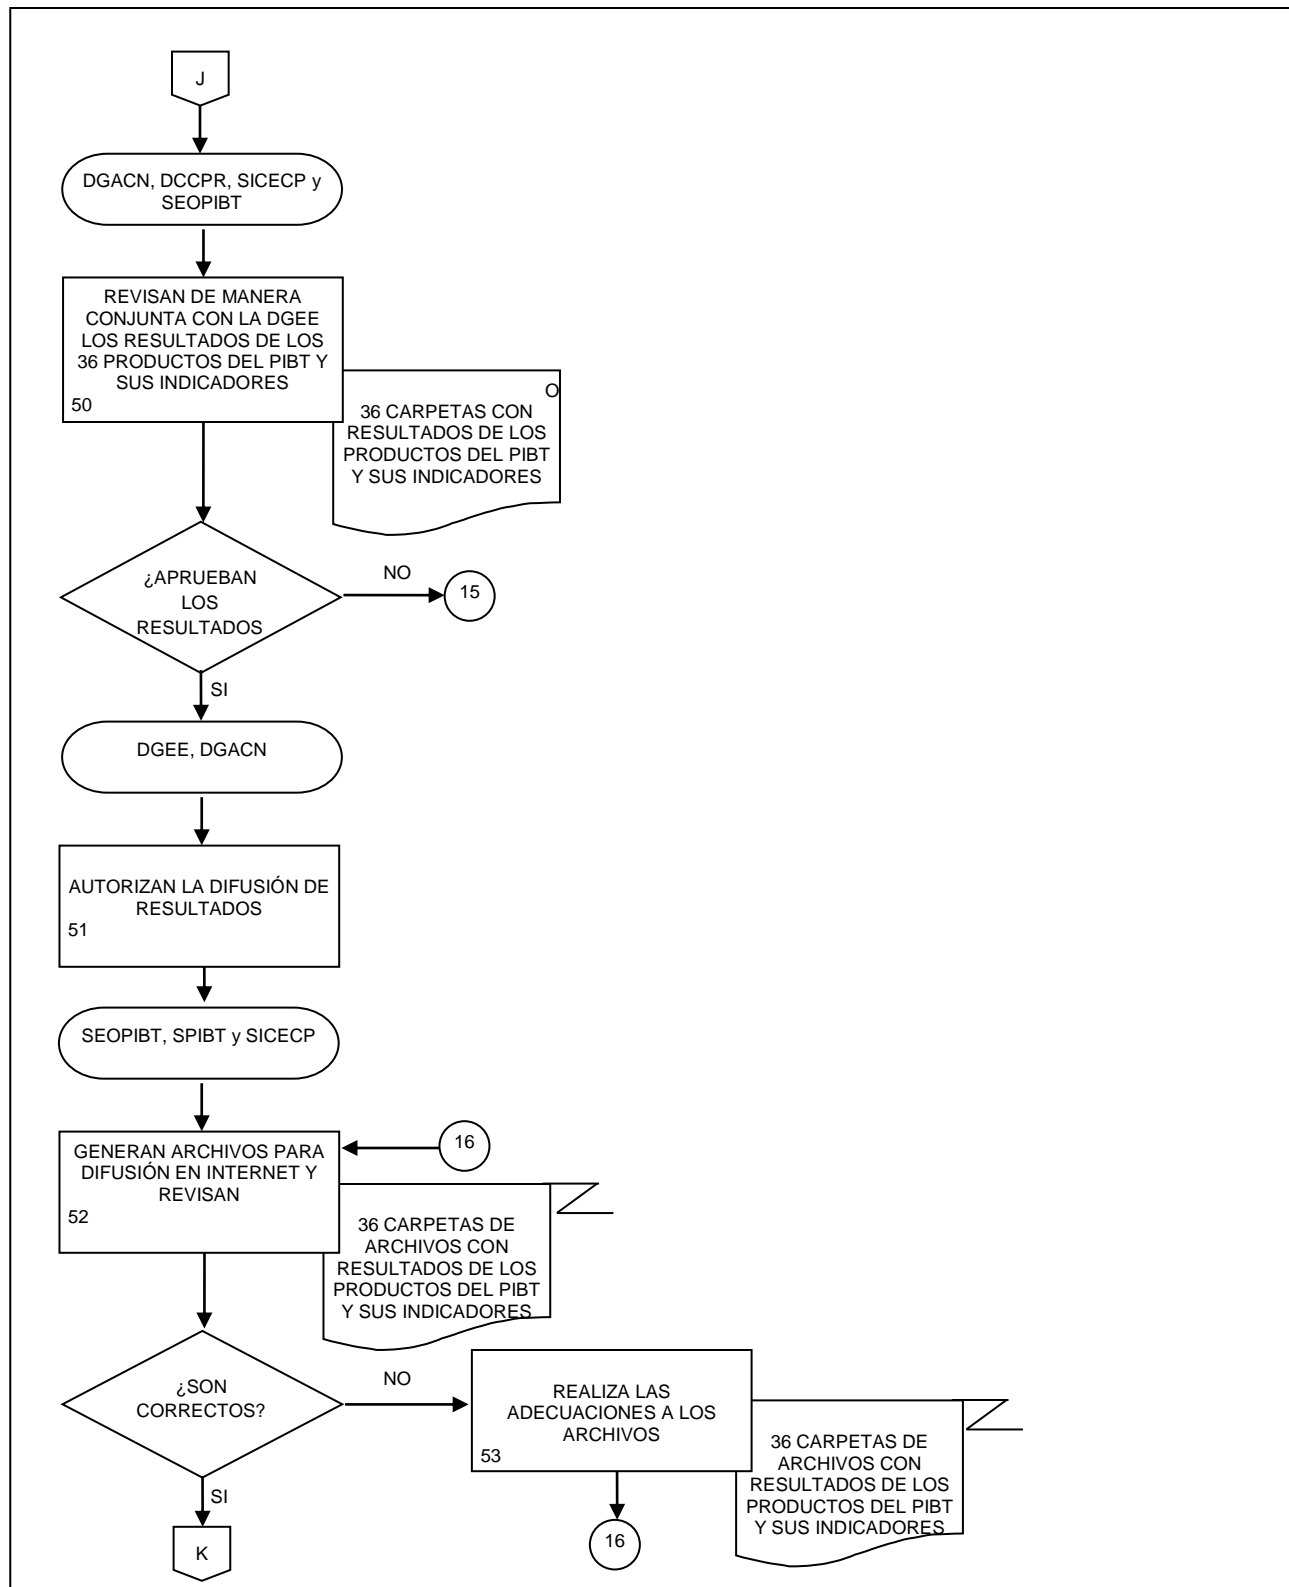 J
DGACN, DCCPR, SICECP y
SEOPIBT
REVISAN DE MANERA
CONJUNTA CON LA DGEE
LOS RESULTADOS DE LOS
36 PRODUCTOS DEL PIBT Y
SUS INDICADORES
50
O
36 CARPETAS CON
RESULTADOS DE LOS
PRODUCTOS DEL PIBT
Y SUS INDICADORES
¿APRUEBAN
LOS
RESULTADOS
NO
15
SI
DGEE, DGACN
AUTORIZAN LA DIFUSIÓN DE
RESULTADOS
51
SEOPIBT, SPIBT y SICECP
16
GENERAN ARCHIVOS PARA
DIFUSIÓN EN INTERNET Y
REVISAN
52
36 CARPETAS DE
ARCHIVOS CON
RESULTADOS DE LOS
PRODUCTOS DEL PIBT
Y SUS INDICADORES
¿SON
CORRECTOS?
NO
REALIZA LAS
ADECUACIONES A LOS
ARCHIVOS
53
36 CARPETAS DE
ARCHIVOS CON
RESULTADOS DE LOS
PRODUCTOS DEL PIBT
Y SUS INDICADORES
SI
16
K